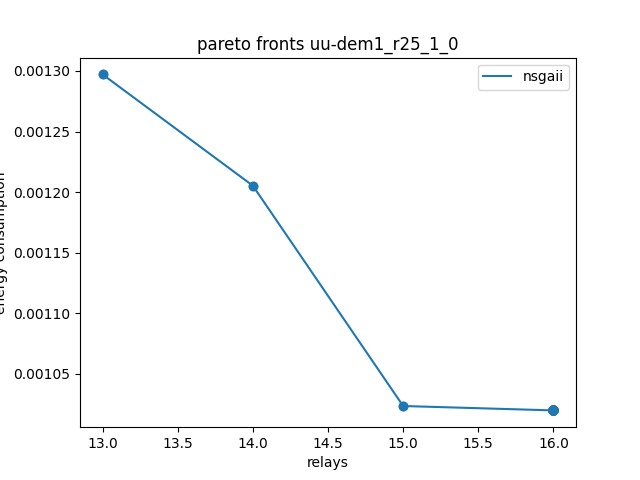 pareto fronts uu-dem1_r25_1_0
nsgaii
0.00130
0.00125
0.00120
0.00115
0.00110
0.00105
energy consumption
13.0 13.5 14.0 14.5 15.0 15.5 16.0
relays